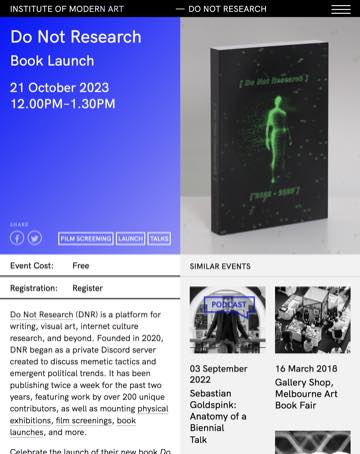 INSTITUTE OF MODERN ART
— DO NOT RESEARCH
Do Not Research
Book Launch
21 October 2023
12.00PM–1.30PM
SHARE
FILM SCREENING
LAUNCH
TALKS
[ Do Not Research ]
Event Cost: Free
Registration: Register
Do Not Research (DNR) is a platform for
writing, visual art, internet culture
research, and beyond. Founded in 2020,
DNR began as a private Discord server
created to discuss memetic tactics and
emergent political trends. It has been
publishing twice a week for the past two
years, featuring work by over 200 unique
contributors, as well as mounting physical
exhibitions, film screenings, book
launches, and more.
Celebrate the launch of their new book Do
SIMILAR EVENTS
PODCAST
03 September
2022
Sebastian
Goldspink:
Anatomy of a
Biennial
Talk
16 March 2018
Gallery Shop,
Melbourne Art
Book Fair